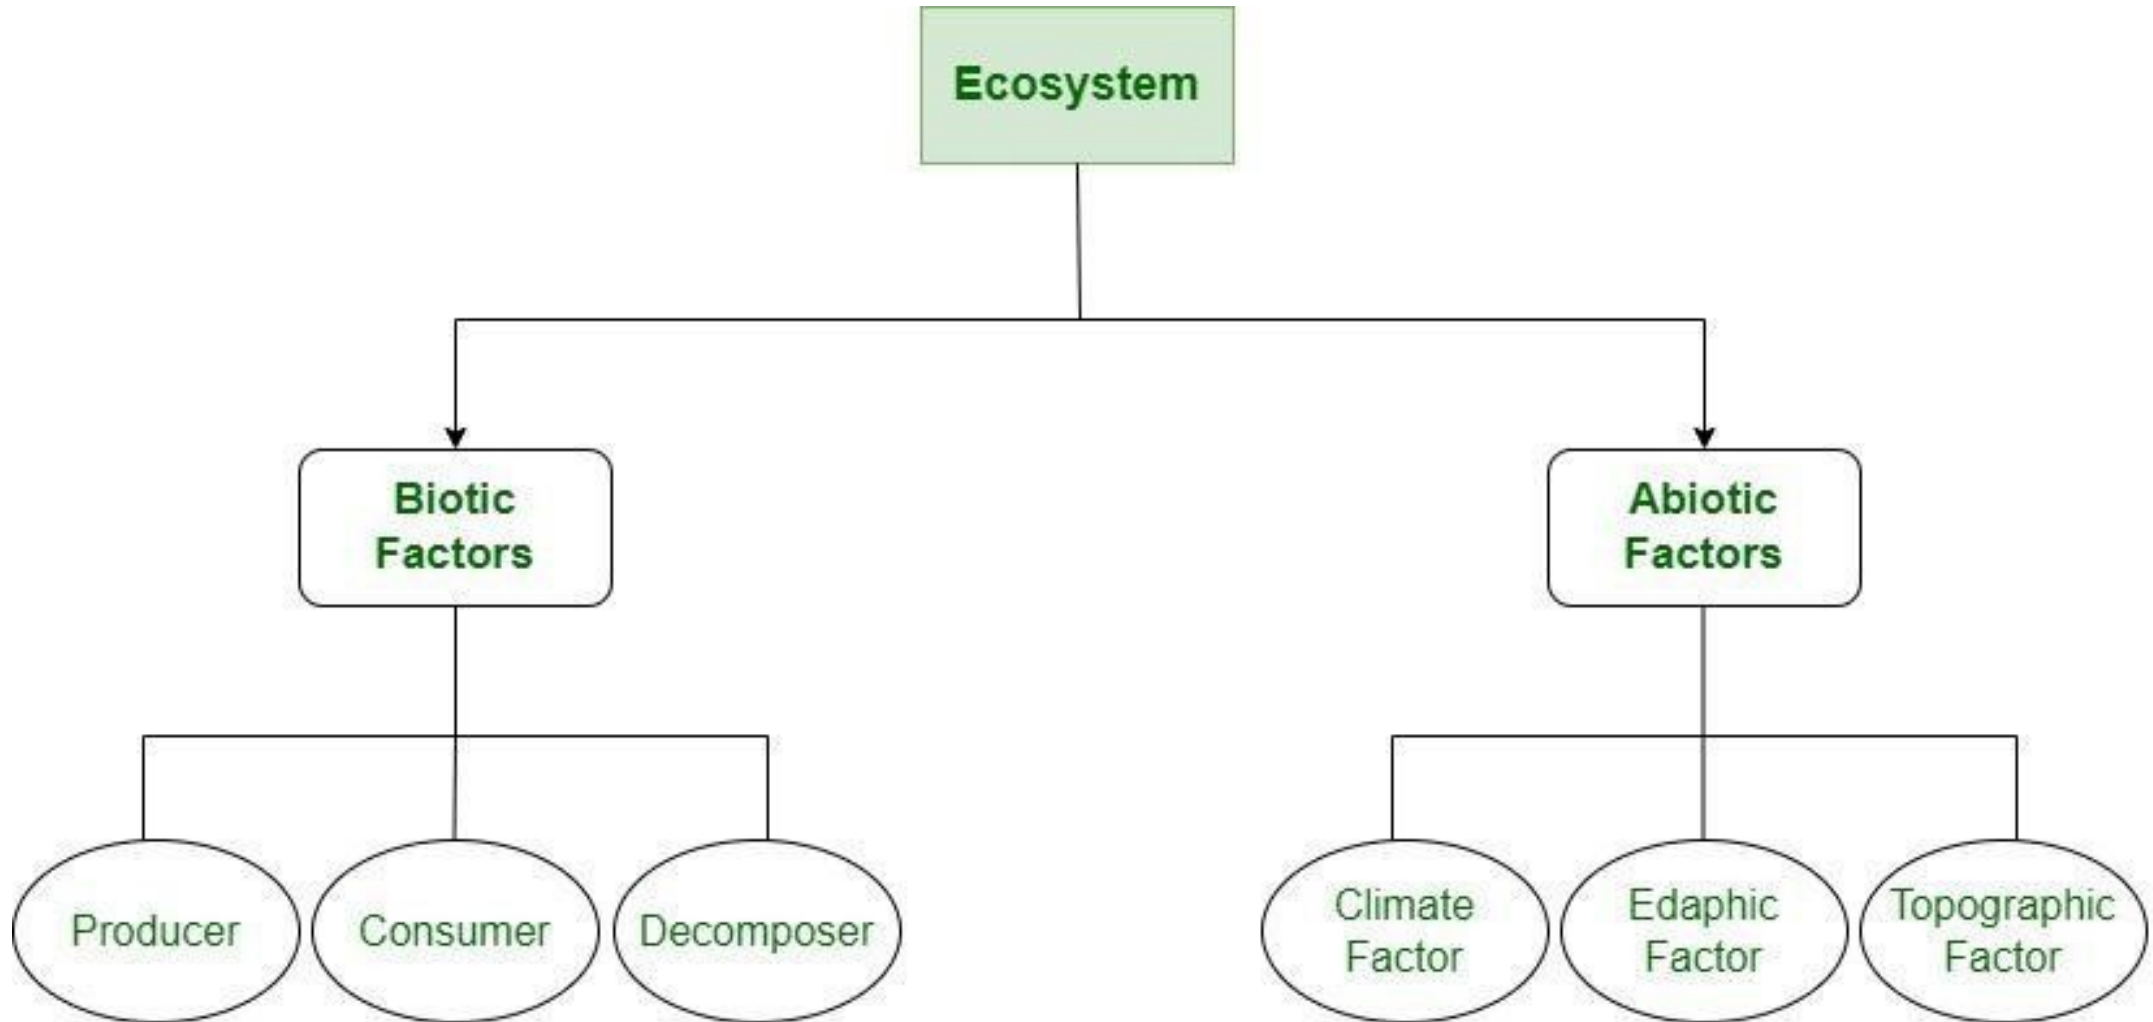 Ecosystem
Biotic
Factors
Abiotic
Factors
Producer
Consumer
Decomposer
Climate
Factor
Edaphic
Factor
Topographic
Factor